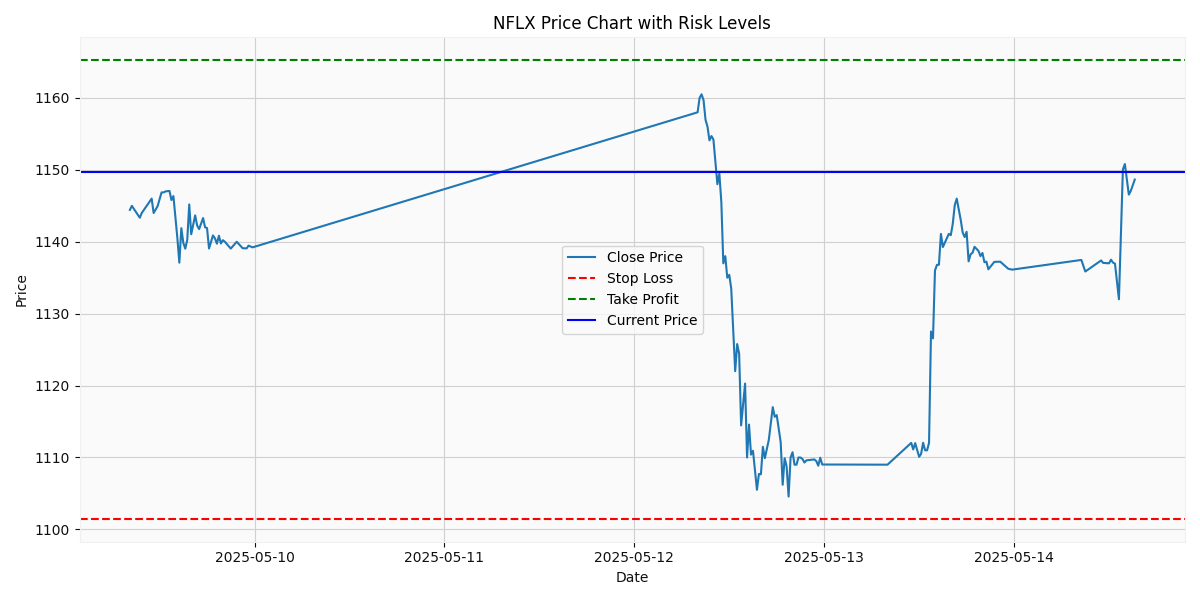 NFLX Price Chart with Risk Levels
1160
1150
1140
1130
1120
1110
1100
Price
Close Price
Stop Loss
Take Profit
Current Price
2025-05-10
2025-05-11
2025-05-12
2025-05-13
2025-05-14
Date